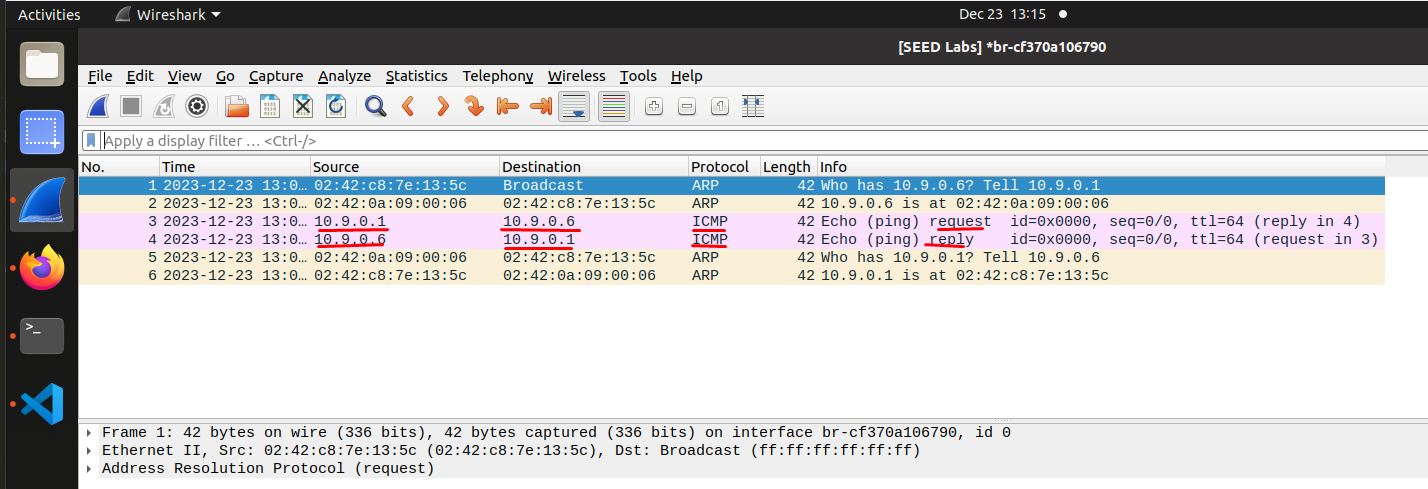 Activities Wireshark Dec 23 13:15
[SEED Labs] *br-cf370a106790
File Edit View Go Capture Analyze Statistics Telephony Wireless Tools Help
Apply a display filter … <Ctrl-/>
No. Time Source Destination Protocol Length Info
1 2023-12-23 13:0… 02:42:c8:7e:13:5c Broadcast ARP 42 Who has 10.9.0.6? Tell 10.9.0.1
2 2023-12-23 13:0… 02:42:0a:09:00:06 02:42:c8:7e:13:5c ARP 42 10.9.0.6 is at 02:42:0a:09:00:06
3 2023-12-23 13:0… 10.9.0.1 10.9.0.6 ICMP 42 Echo (ping) request id=0x0000, seq=0/0, ttl=64 (reply in 4)
4 2023-12-23 13:0… 10.9.0.6 10.9.0.1 ICMP 42 Echo (ping) reply id=0x0000, seq=0/0, ttl=64 (request in 3)
5 2023-12-23 13:0… 02:42:0a:09:00:06 02:42:c8:7e:13:5c ARP 42 Who has 10.9.0.1? Tell 10.9.0.6
6 2023-12-23 13:0… 02:42:c8:7e:13:5c 02:42:0a:09:00:06 ARP 42 10.9.0.1 is at 02:42:c8:7e:13:5c
Frame 1: 42 bytes on wire (336 bits), 42 bytes captured (336 bits) on interface br-cf370a106790, id 0
Ethernet II, Src: 02:42:c8:7e:13:5c (02:42:c8:7e:13:5c), Dst: Broadcast (ff:ff:ff:ff:ff:ff)
Address Resolution Protocol (request)